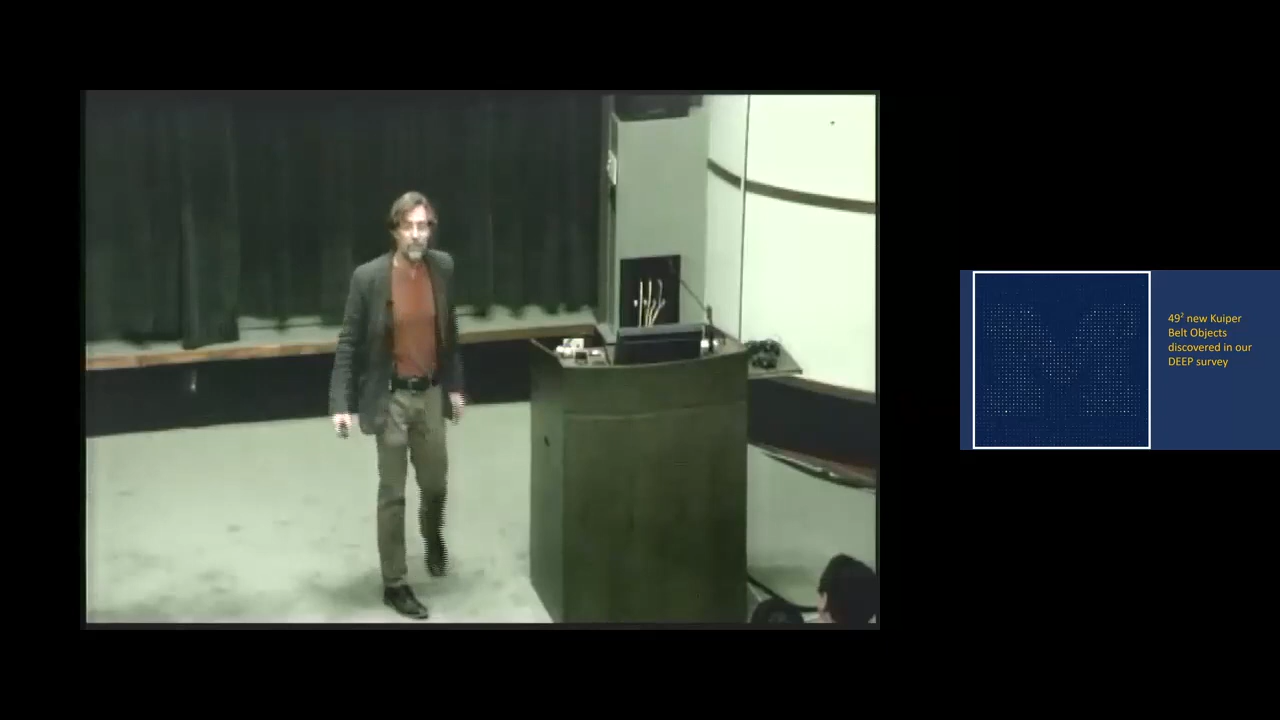 49² new Kuiper
Belt Objects
discovered in our
DEEP survey